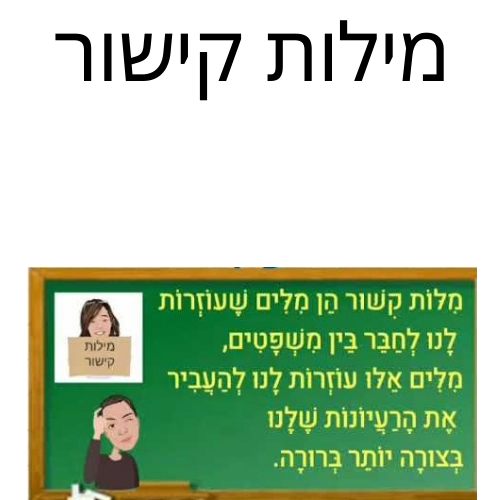 מילות קישור
מִלּוֹת קִשּׁוּר הֵן מִלִּים שֶׁעוֹזְרוֹת
לָנוּ לְחַבֵּר בֵּין מִשְׁפָּטִים,
מִלִּים אֵלּוּ עוֹזְרוֹת לָנוּ לְהַעֲבִיר
אֶת הָרַעְיוֹנוֹת שֶׁלָּנוּ
בְּצוּרָה יוֹתֵר בְּרוּרָה.
מילות
קישור